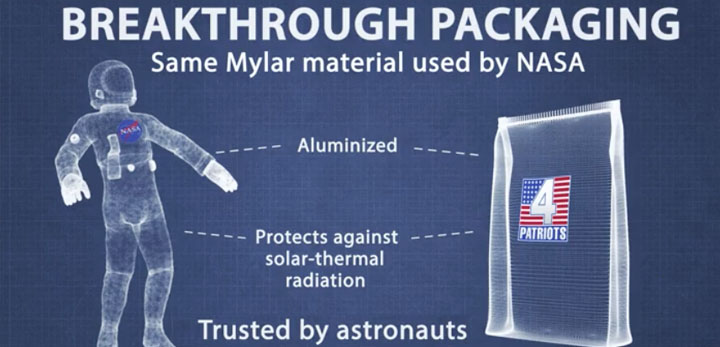 BREAKTHROUGH PACKAGING
Same Mylar material used by NASA
NASA
Aluminized
4
PATRIOTS
Protects against
solar-thermal
radiation
Trusted by astronauts